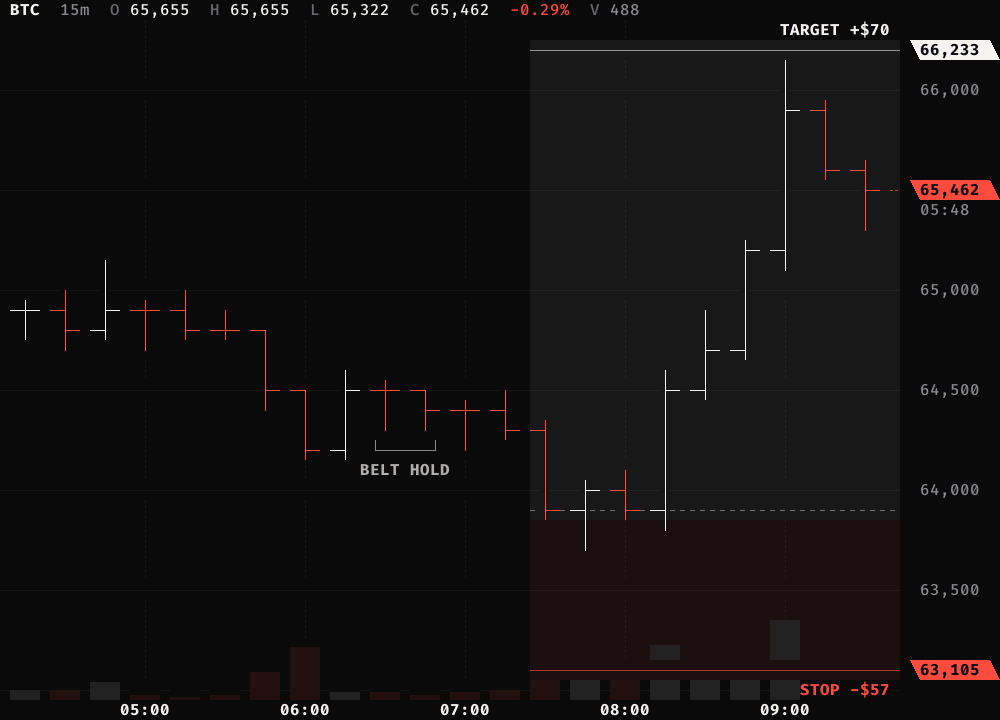 BTC 15m O 65,655 H 65,655 L 65,322 C 65,462 -0.29% V 488
TARGET +$70
66,233
66,000
65,462
05:48
65,000
64,500
BELT HOLD
64,000
63,500
63,105
STOP -$57
05:00 06:00 07:00 08:00 09:00